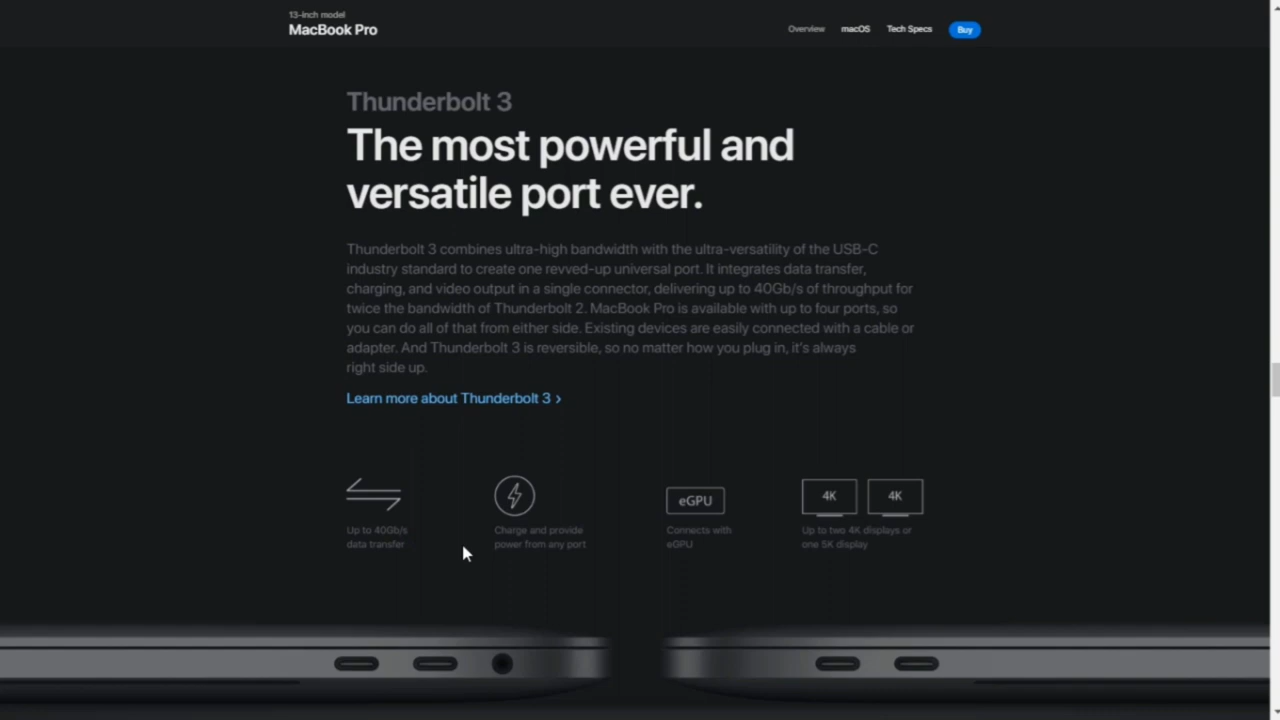 13-inch model
MacBook Pro
Overview macOS Tech Specs Buy
Thunderbolt 3
The most powerful and
versatile port ever.
Thunderbolt 3 combines ultra-high bandwidth with the ultra-versatility of the USB-C
industry standard to create one revved-up universal port. It integrates data transfer,
charging, and video output in a single connector, delivering up to 40Gb/s of throughput for
twice the bandwidth of Thunderbolt 2. MacBook Pro is available with up to four ports, so
you can do all of that from either side. Existing devices are easily connected with a cable or
adapter. And Thunderbolt 3 is reversible, so no matter how you plug in, it's always
right side up.
Learn more about Thunderbolt 3 >
eGPU
4K 4K
Up to 40Gb/s
data transfer
Charge and provide
power from any port
Connects with
eGPU
Up to two 4K displays or
one 5K display